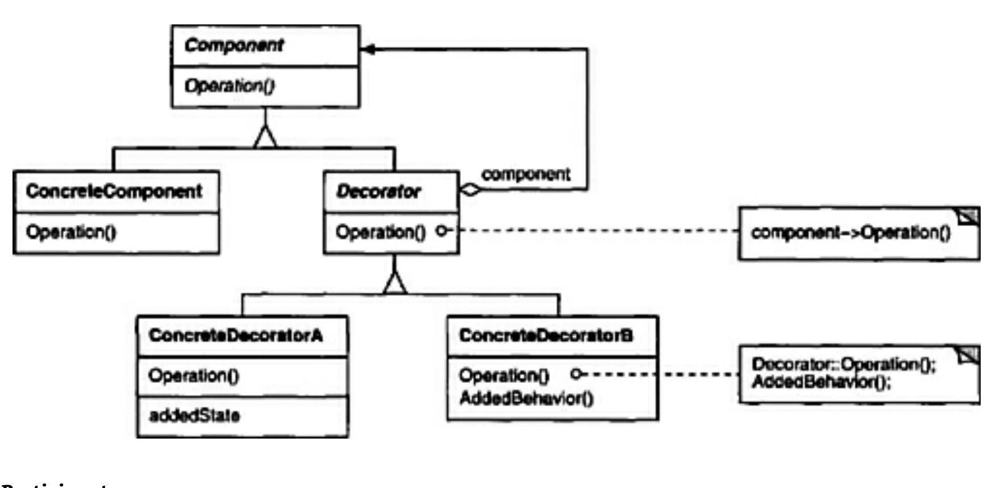 Component
Operation()
component
ConcreteComponent
Decorator
Operation()
Operation()
component->Operation()
ConcreteDecoratorA
ConcreteDecoratorB
Operation()
addedState
Operation()
AddedBehavior()
Decorator::Operation();
AddedBehavior();